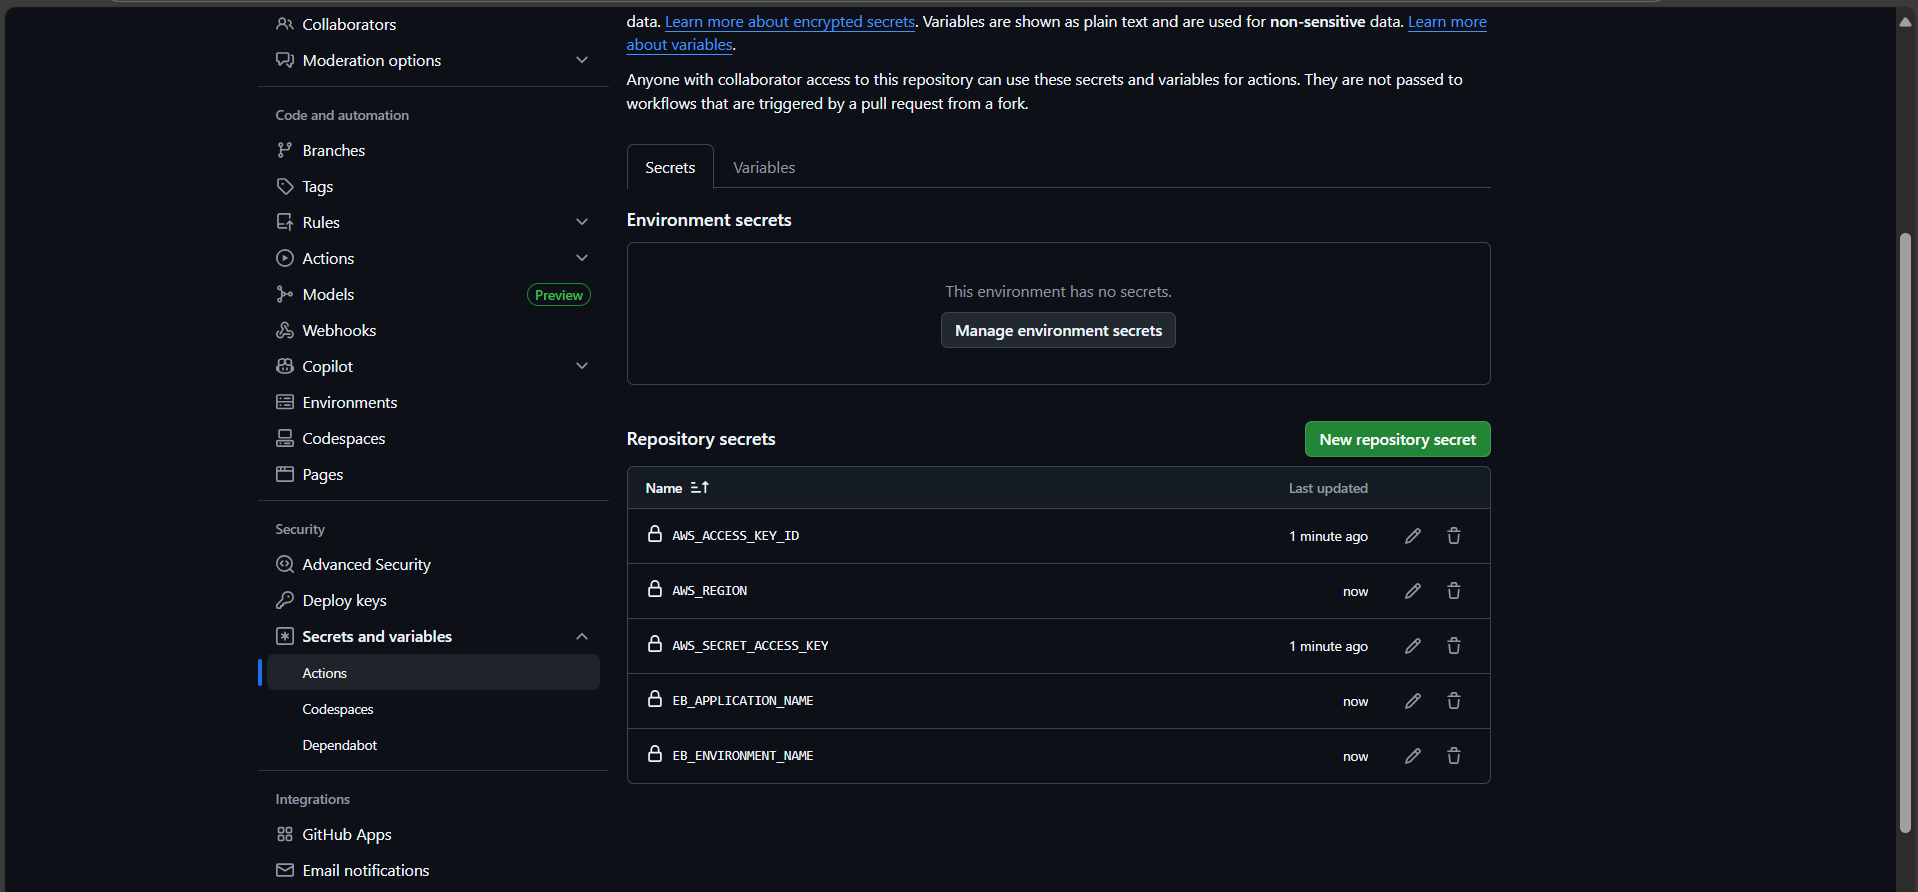 Collaborators
Moderation options
Code and automation
Branches
Tags
Rules
Actions
Models
Preview
Webhooks
Copilot
Environments
Codespaces
Pages
Security
Advanced Security
Deploy keys
Secrets and variables
Actions
Codespaces
Dependabot
Integrations
GitHub Apps
Email notifications
data. Learn more about encrypted secrets. Variables are shown as plain text and are used for non-sensitive data. Learn more
about variables.
Anyone with collaborator access to this repository can use these secrets and variables for actions. They are not passed to
workflows that are triggered by a pull request from a fork.
Secrets
Variables
Environment secrets
This environment has no secrets.
Manage environment secrets
Repository secrets
New repository secret
Name
Last updated
AWS_ACCESS_KEY_ID
1 minute ago
AWS_REGION
now
AWS_SECRET_ACCESS_KEY
1 minute ago
EB_APPLICATION_NAME
now
EB_ENVIRONMENT_NAME
now